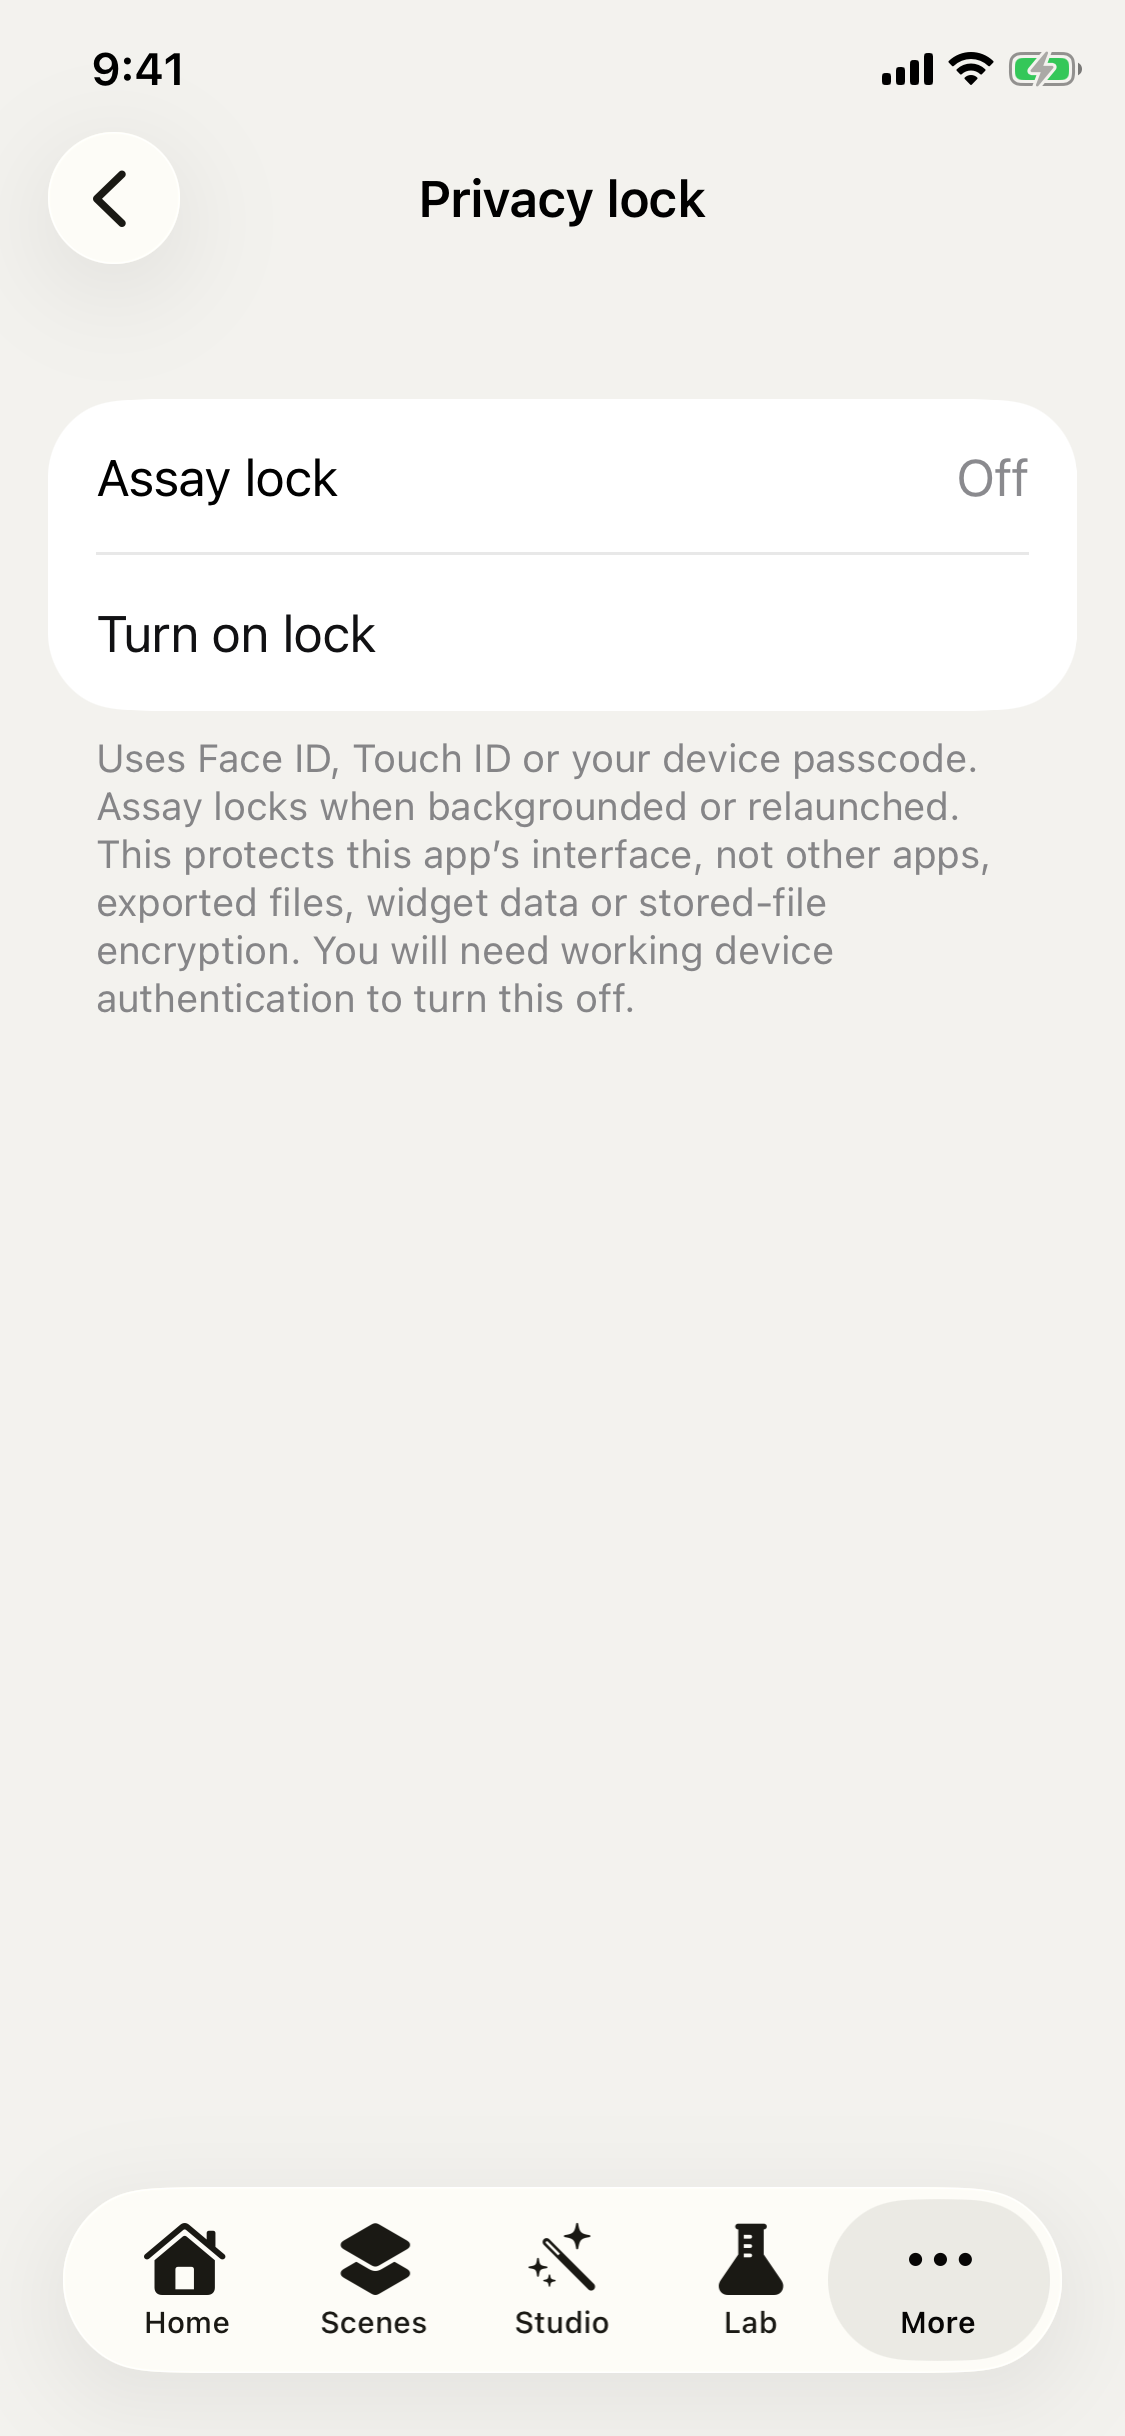 9:41
Privacy lock
Assay lock
Off
Turn on lock
Uses Face ID, Touch ID or your device passcode.
Assay locks when backgrounded or relaunched.
This protects this app’s interface, not other apps,
exported files, widget data or stored-file
encryption. You will need working device
authentication to turn this off.
Home
Scenes
Studio
Lab
More